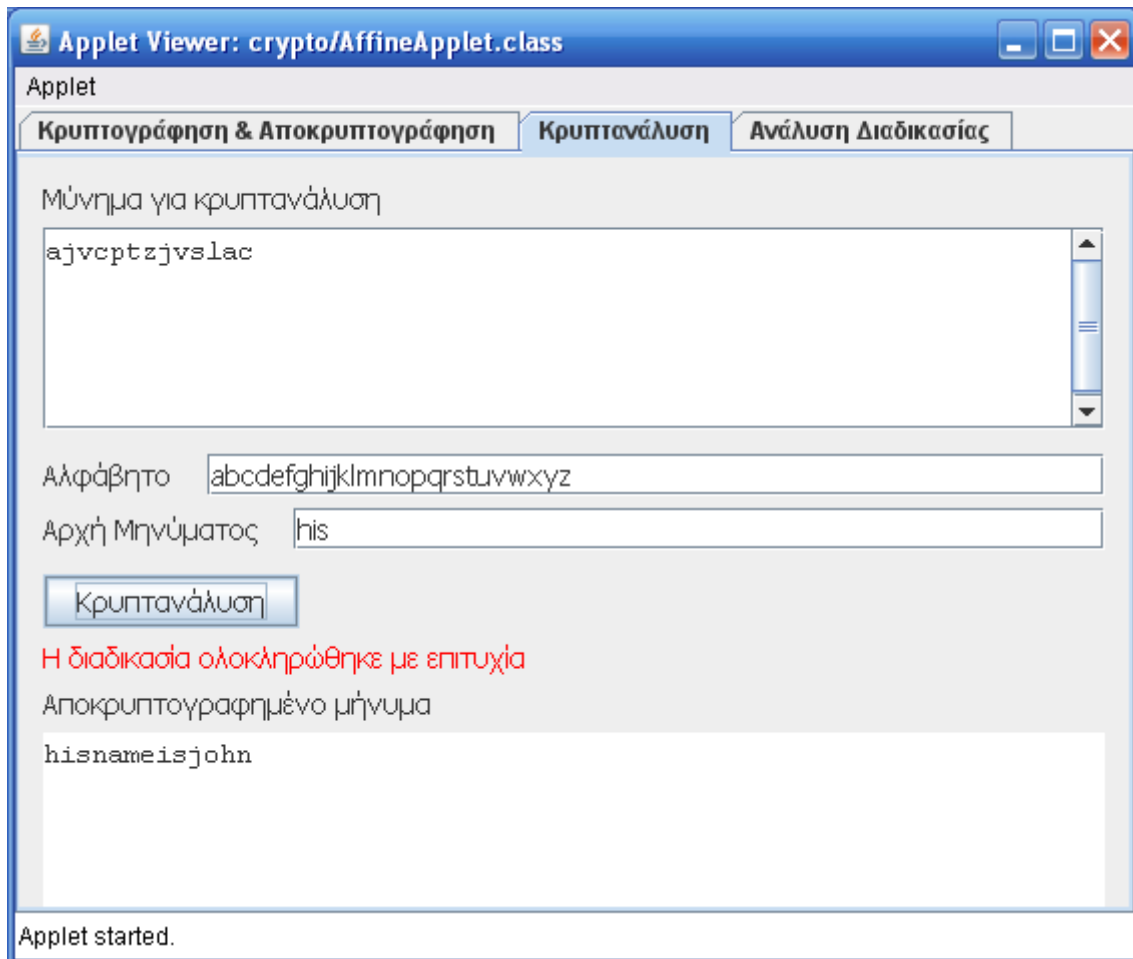 Applet Viewer: crypto/AffineApplet.class
Applet
Κρυπτογράφηση & Αποκρυπτογράφηση Κρυπτανάλυση Ανάλυση Διαδικασίας
Μύνημα για κρυπτανάλυση
ajvcptzjvslac
Αλφάβητο abcdefghijklmnopqrstuvwxyz
Αρχή Μηνύματος his
Κρυπτανάλυση
Η διαδικασία ολοκληρώθηκε με επιτυχία
Αποκρυπτογραφημένο μήνυμα
hisnameisjohn
Applet started.